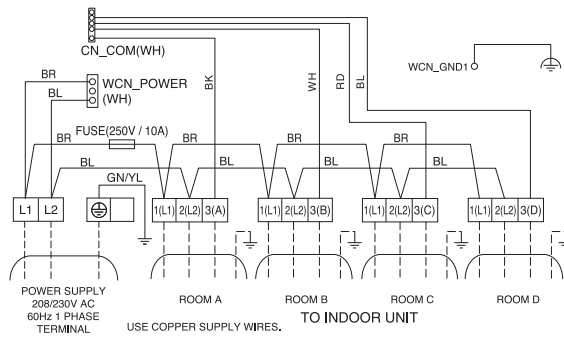 CN_COM(WH)
BR
WCN_POWER
(WH)
BL
BK
WH
RD
BL
WCN_GND1
FUSE(250V / 10A)
BR
BR
BR
BL
BL
BL
GN/YL
L1 L2
1(L1) 2(L2) 3(A)
1(L1) 2(L2) 3(B)
1(L1) 2(L2) 3(C)
1(L1) 2(L2) 3(D)
POWER SUPPLY
208/230V AC
60Hz 1 PHASE
TERMINAL
ROOM A
ROOM B
ROOM C
ROOM D
USE COPPER SUPPLY WIRES.
TO INDOOR UNIT